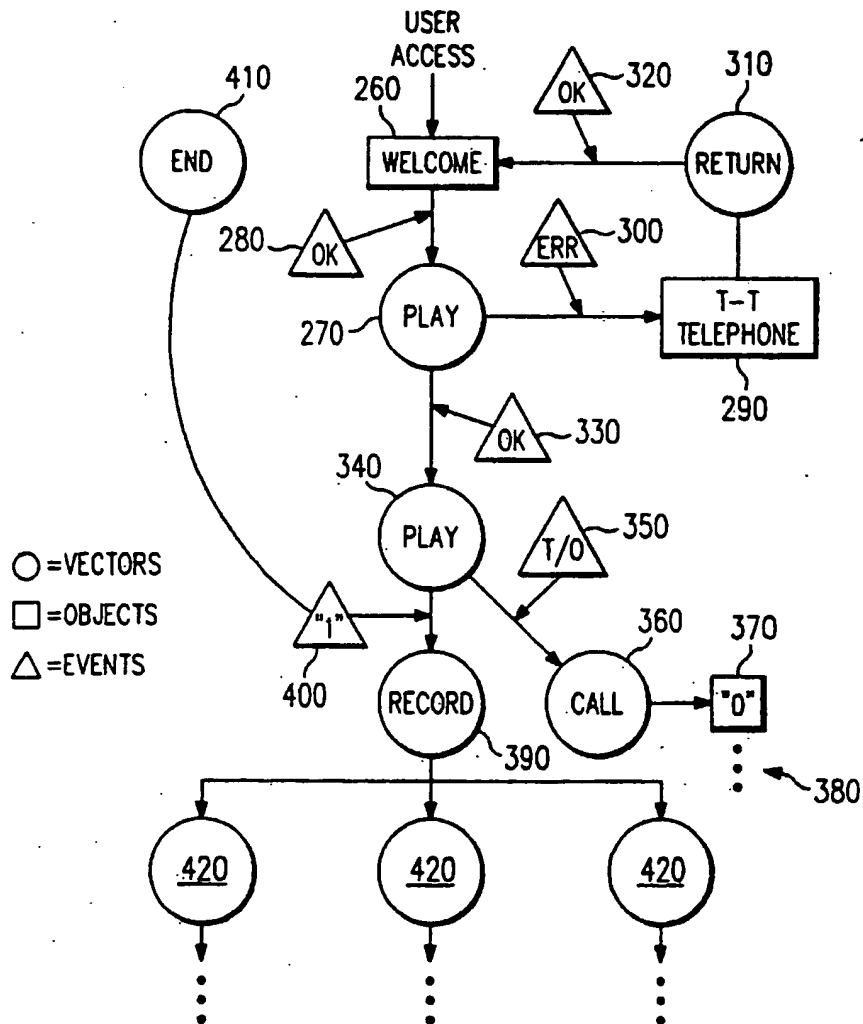 USER
ACCESS
410
260
320
310
OK
END
WELCOME
RETURN
280
OK
300
ERR
270
PLAY
T-T
TELEPHONE
290
OK
330
340
PLAY
350
T/O
=VECTORS
=OBJECTS
=EVENTS
"1"
400
360
370
RECORD
CALL
"0"
390
380
420
420
420